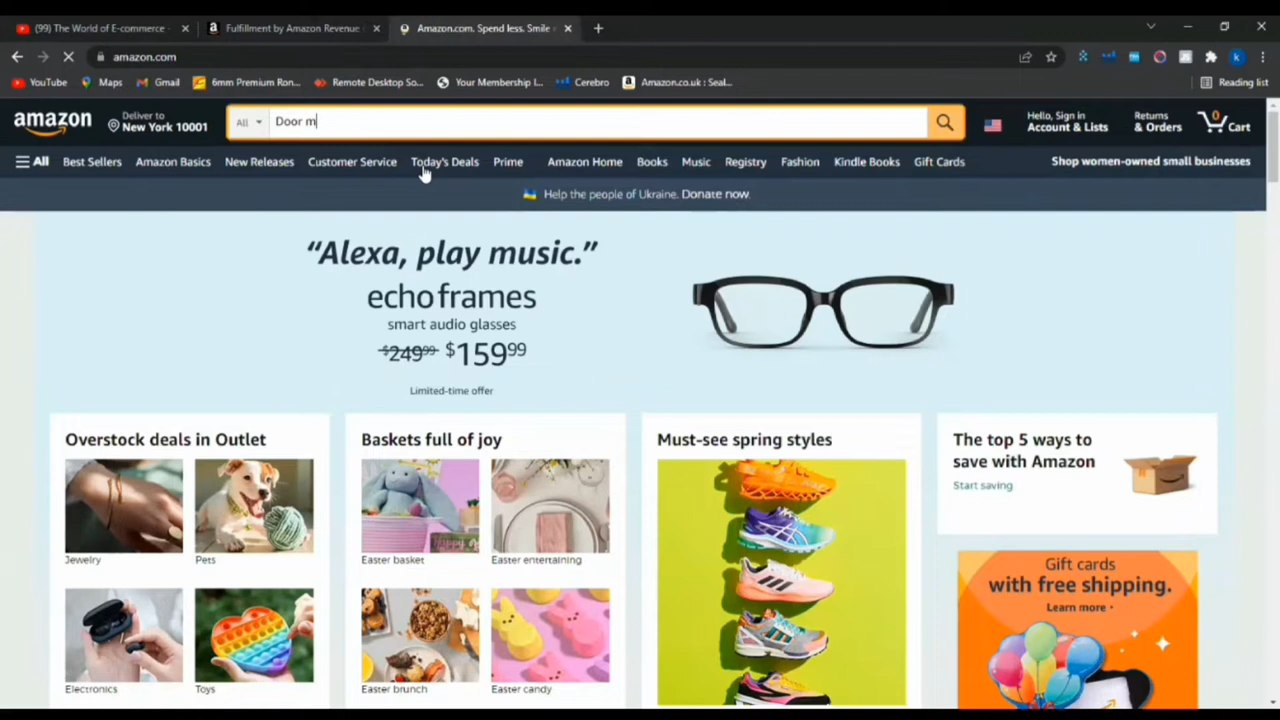 (99) The World of E-commerce -
Fulfillment by Amazon Revenue
Amazon.com. Spend less. Smile
amazon.com
YouTube
Maps
Gmail
6mm Premium Ron...
Remote Desktop So...
Your Membership I...
Cerebro
Amazon.co.uk : Seal...
Reading list
amazon
Deliver to
New York 10001
All
Door m
Hello, Sign in
Account & Lists
Returns
& Orders
0
Cart
All
Best Sellers
Amazon Basics
New Releases
Customer Service
Today's Deals
Prime
Amazon Home
Books
Music
Registry
Fashion
Kindle Books
Gift Cards
Shop women-owned small businesses
Help the people of Ukraine. Donate now.
“Alexa, play music.”
echo frames
smart audio glasses
$249⁹⁹ $159⁹⁹
Limited-time offer
Overstock deals in Outlet
Jewelry
Pets
Electronics
Toys
Baskets full of joy
Easter basket
Easter entertaining
Easter brunch
Easter candy
Must-see spring styles
The top 5 ways to
save with Amazon
Start saving
Gift cards
with free shipping.
Learn more